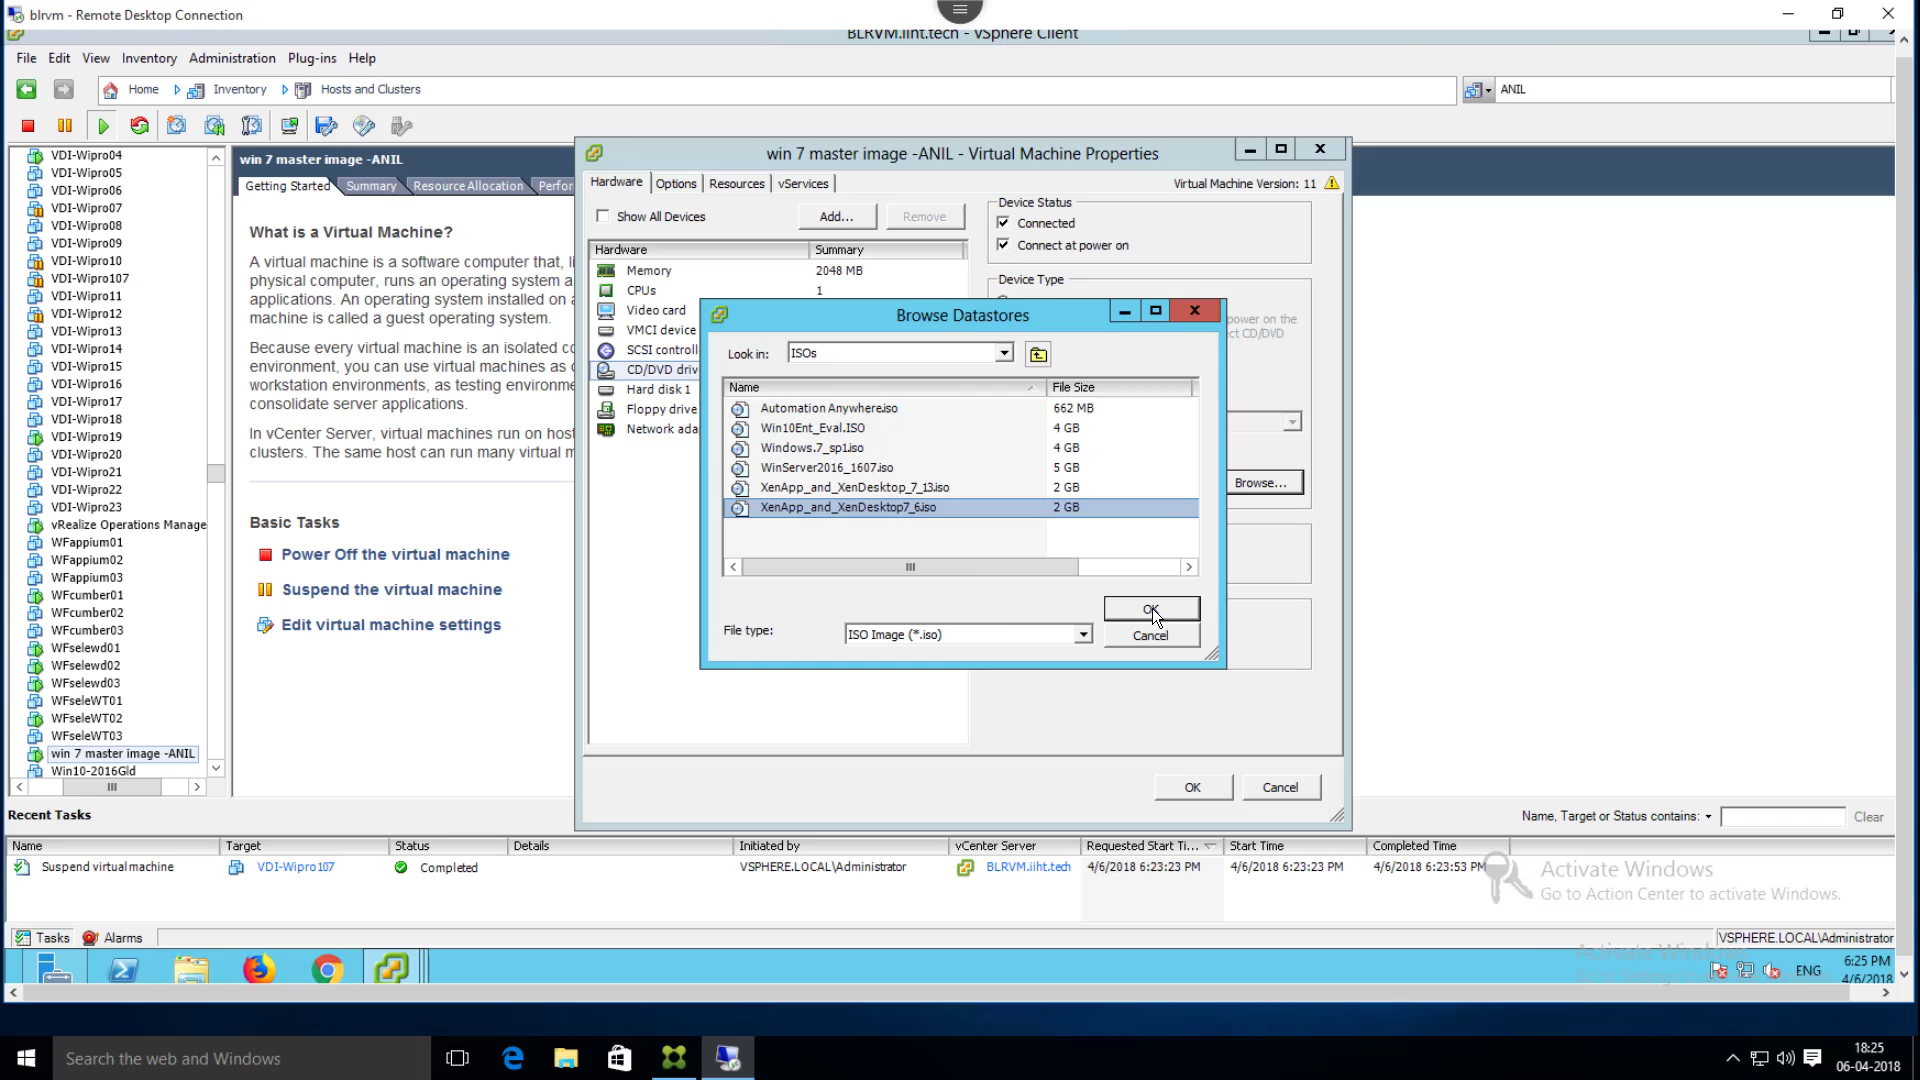 blrvm - Remote Desktop Connection
BLRVM.iiht.tech - vSphere Client
File Edit View Inventory Administration Plug-ins Help
Home Inventory Hosts and Clusters
ANIL
VDI-Wipro04
VDI-Wipro05
VDI-Wipro06
VDI-Wipro07
VDI-Wipro08
VDI-Wipro09
VDI-Wipro10
VDI-Wipro107
VDI-Wipro11
VDI-Wipro12
VDI-Wipro13
VDI-Wipro14
VDI-Wipro15
VDI-Wipro16
VDI-Wipro17
VDI-Wipro18
VDI-Wipro19
VDI-Wipro20
VDI-Wipro21
VDI-Wipro22
VDI-Wipro23
vRealize Operations Manage
WFappium01
WFappium02
WFappium03
WFcumber01
WFcumber02
WFcumber03
WFselewd01
WFselewd02
WFselewd03
WFseleWT01
WFseleWT02
WFseleWT03
win 7 master image -ANIL
Win10-2016Gld
win 7 master image -ANIL
Getting Started Summary Resource Allocation Perfor
What is a Virtual Machine?
A virtual machine is a software computer that, li
physical computer, runs an operating system a
applications. An operating system installed on a
machine is called a guest operating system.
Because every virtual machine is an isolated co
environment, you can use virtual machines as d
workstation environments, as testing environme
consolidate server applications.
In vCenter Server, virtual machines run on host
clusters. The same host can run many virtual m
Basic Tasks
Power Off the virtual machine
Suspend the virtual machine
Edit virtual machine settings
win 7 master image -ANIL - Virtual Machine Properties
Hardware Options Resources vServices
Virtual Machine Version: 11
Show All Devices Add... Remove
Hardware Summary
Memory 2048 MB
CPUs 1
Video card
VMCI device
SCSI controll
CD/DVD driv
Hard disk 1
Floppy drive
Network ada
Device Status
Connected
Connect at power on
Device Type
power on the
ct CD/DVD
Browse...
OK Cancel
Browse Datastores
Look in: ISOs
Name File Size
Automation Anywhere.iso 662 MB
Win10Ent_Eval.ISO 4 GB
Windows.7_sp1.iso 4 GB
WinServer2016_1607.iso 5 GB
XenApp_and_XenDesktop_7_13.iso 2 GB
XenApp_and_XenDesktop7_6.iso 2 GB
OK
File type: ISO Image (*.iso) Cancel
Recent Tasks
Name, Target or Status contains: Clear
Name Target Status Details Initiated by vCenter Server Requested Start Ti... Start Time Completed Time
Suspend virtual machine VDI-Wipro107 Completed VSPHERE.LOCAL\Administrator BLRVM.iiht.tech 4/6/2018 6:23:23 PM 4/6/2018 6:23:23 PM 4/6/2018 6:23:53 PM
Activate Windows
Go to Action Center to activate Windows.
Tasks Alarms VSPHERE.LOCAL\Administrator
ENG
6:25 PM
4/6/2018
Search the web and Windows
18:25
06-04-2018